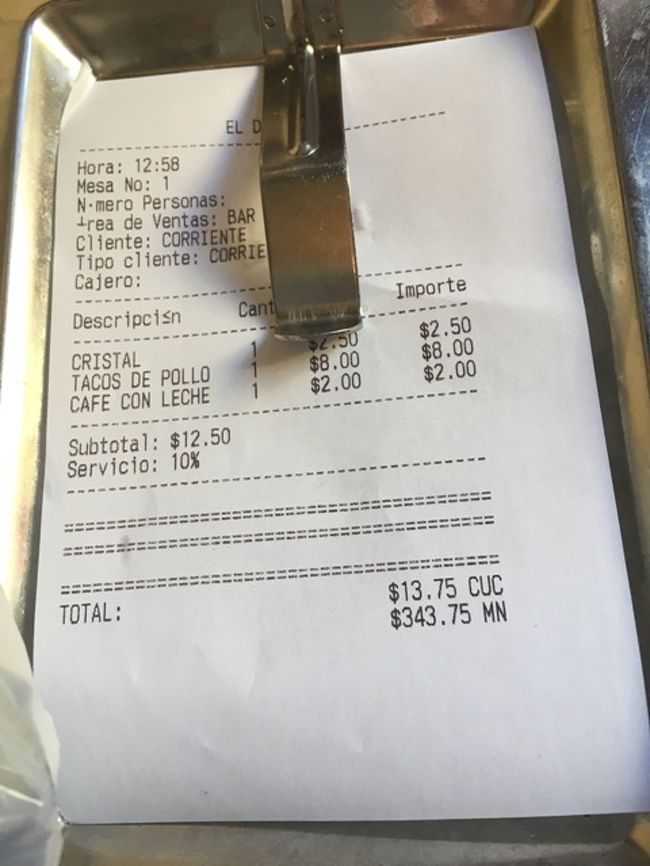 EL
Hora: 12:58
Mesa No: 1
N·mero Personas:
┴rea de Ventas: BAR
Cliente: CORRIENTE
Tipo cliente:
Cajero:
Descripci≤n Cant Importe
CRISTAL 1 $2.50 $2.50
TACOS DE POLLO 1 $8.00 $8.00
CAFE CON LECHE 1 $2.00 $2.00
Subtotal: $12.50
Servicio: 10%
$13.75 CUC
TOTAL: $343.75 MN